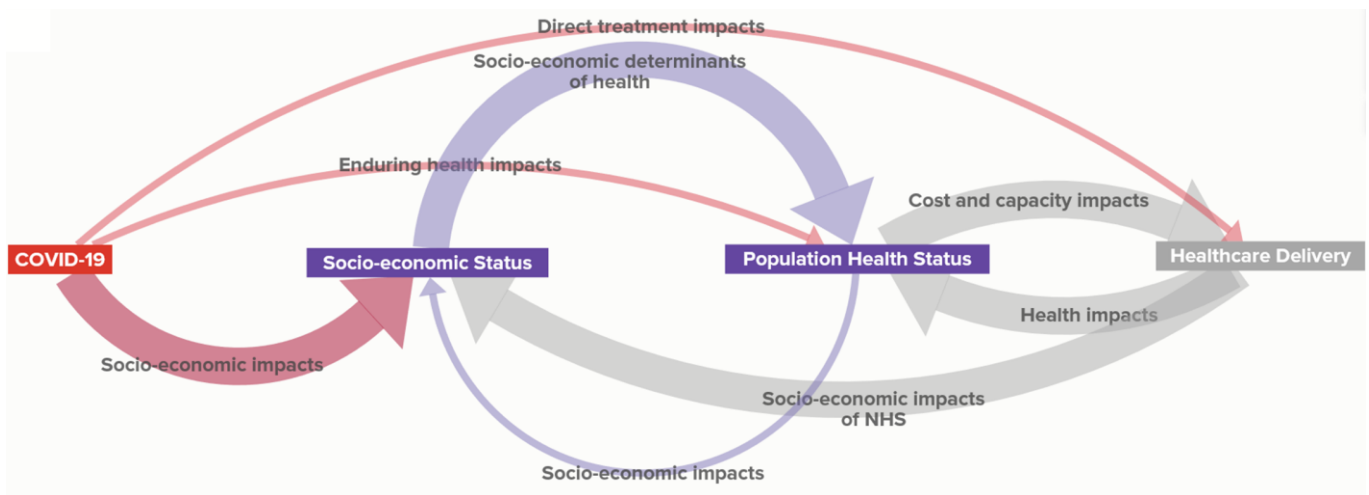 Direct treatment impacts
Socio-economic determinants
of health
Enduring health impacts
Cost and capacity impacts
COVID-19
Socio-economic Status
Population Health Status
Healthcare Delivery
Health impacts
Socio-economic impacts
Socio-economic impacts
of NHS
Socio-economic impacts